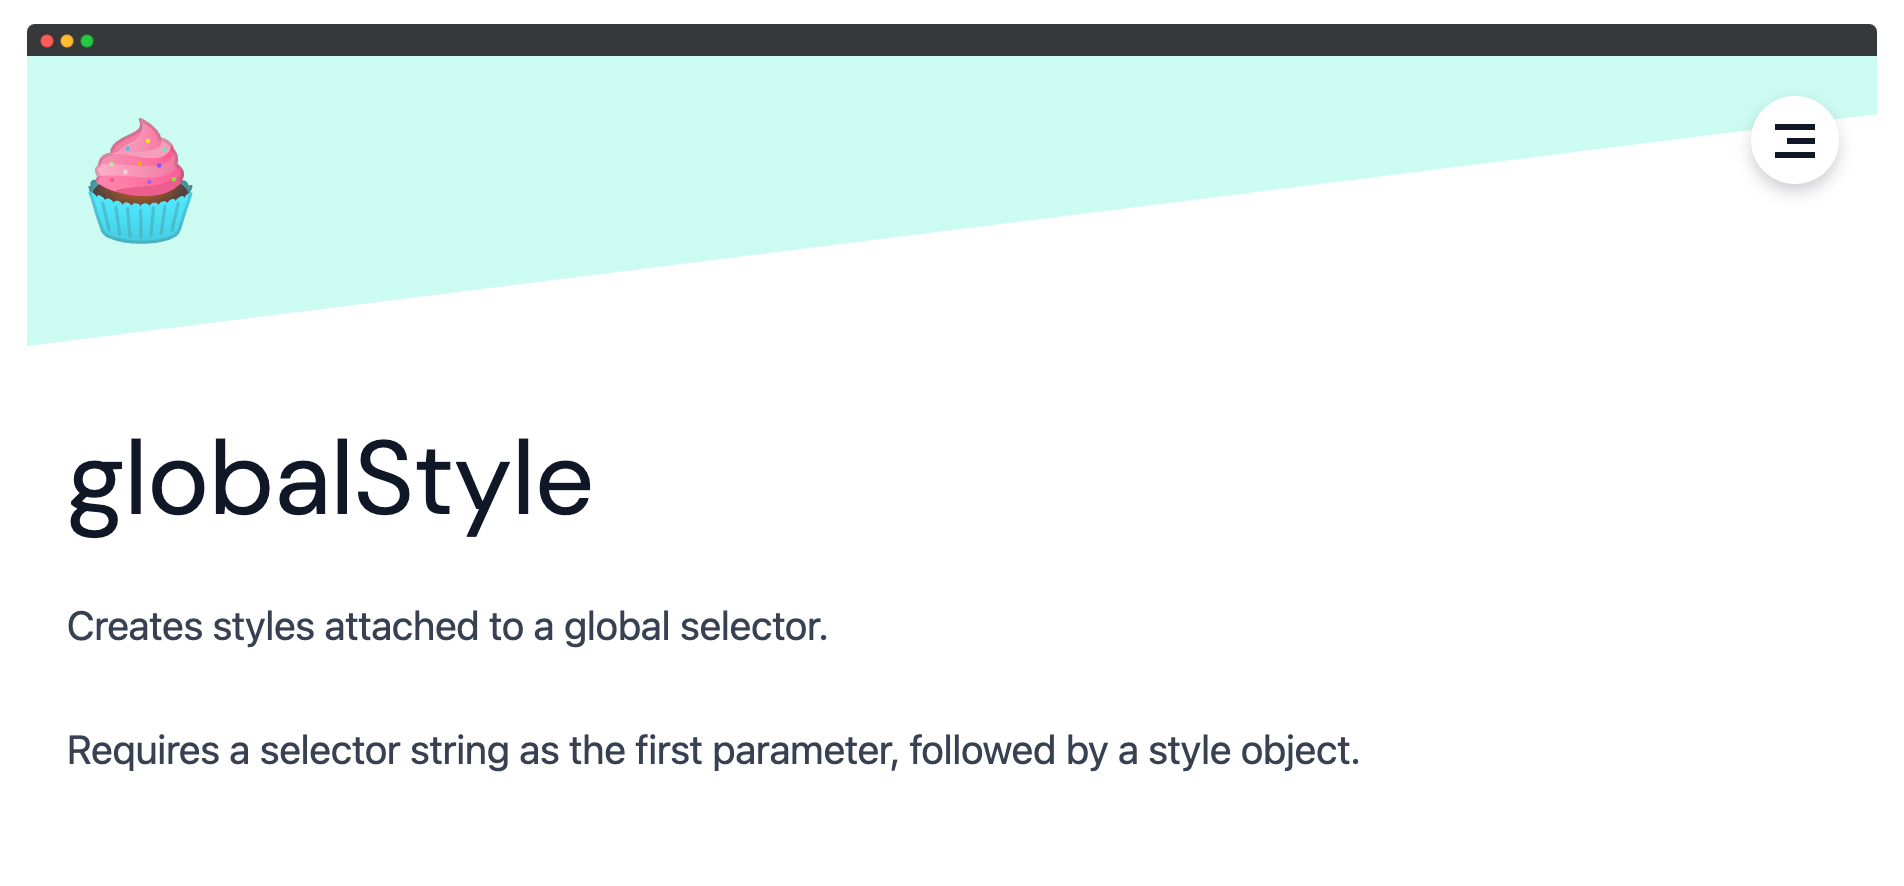 globalStyle
Creates styles attached to a global selector.
Requires a selector string as the first parameter, followed by a style object.